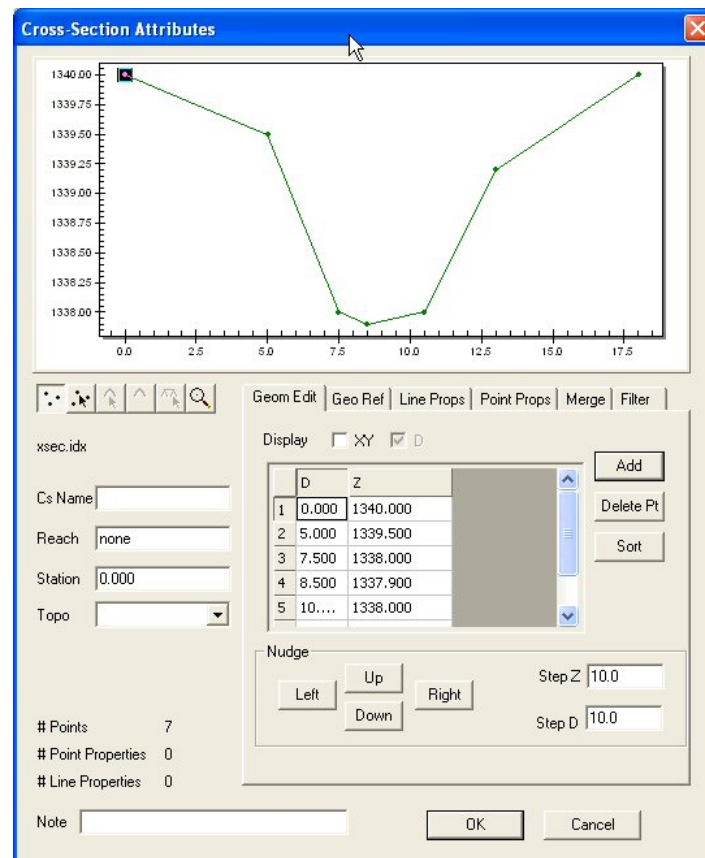 Cross-Section Attributes
1340.00
1339.75
1339.50
1339.25
1339.00
1338.75
1338.50
1338.25
1338.00
0.0 2.5 5.0 7.5 10.0 12.5 15.0 17.5
Geom Edit Geo Ref Line Props Point Props Merge Filter
xsec.idx
Display XY D
Add
D Z
Cs Name
1 0.000 1340.000
Delete Pt
2 5.000 1339.500
Reach none
3 7.500 1338.000
Sort
Station 0.000
4 8.500 1337.900
Topo
5 10.... 1338.000
Nudge
Up
Step Z 10.0
Left
Right
Down
Step D 10.0
# Points 7
# Point Properties 0
# Line Properties 0
Note
OK
Cancel